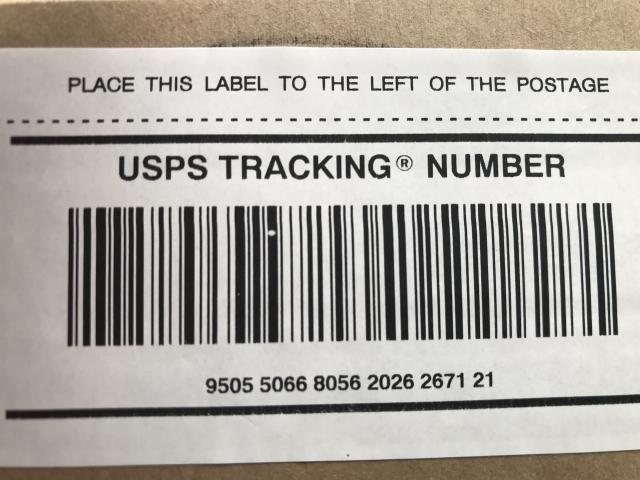 PLACE THIS LABEL TO THE LEFT OF THE POSTAGE
USPS TRACKING® NUMBER
9505 5066 8056 2026 2671 21